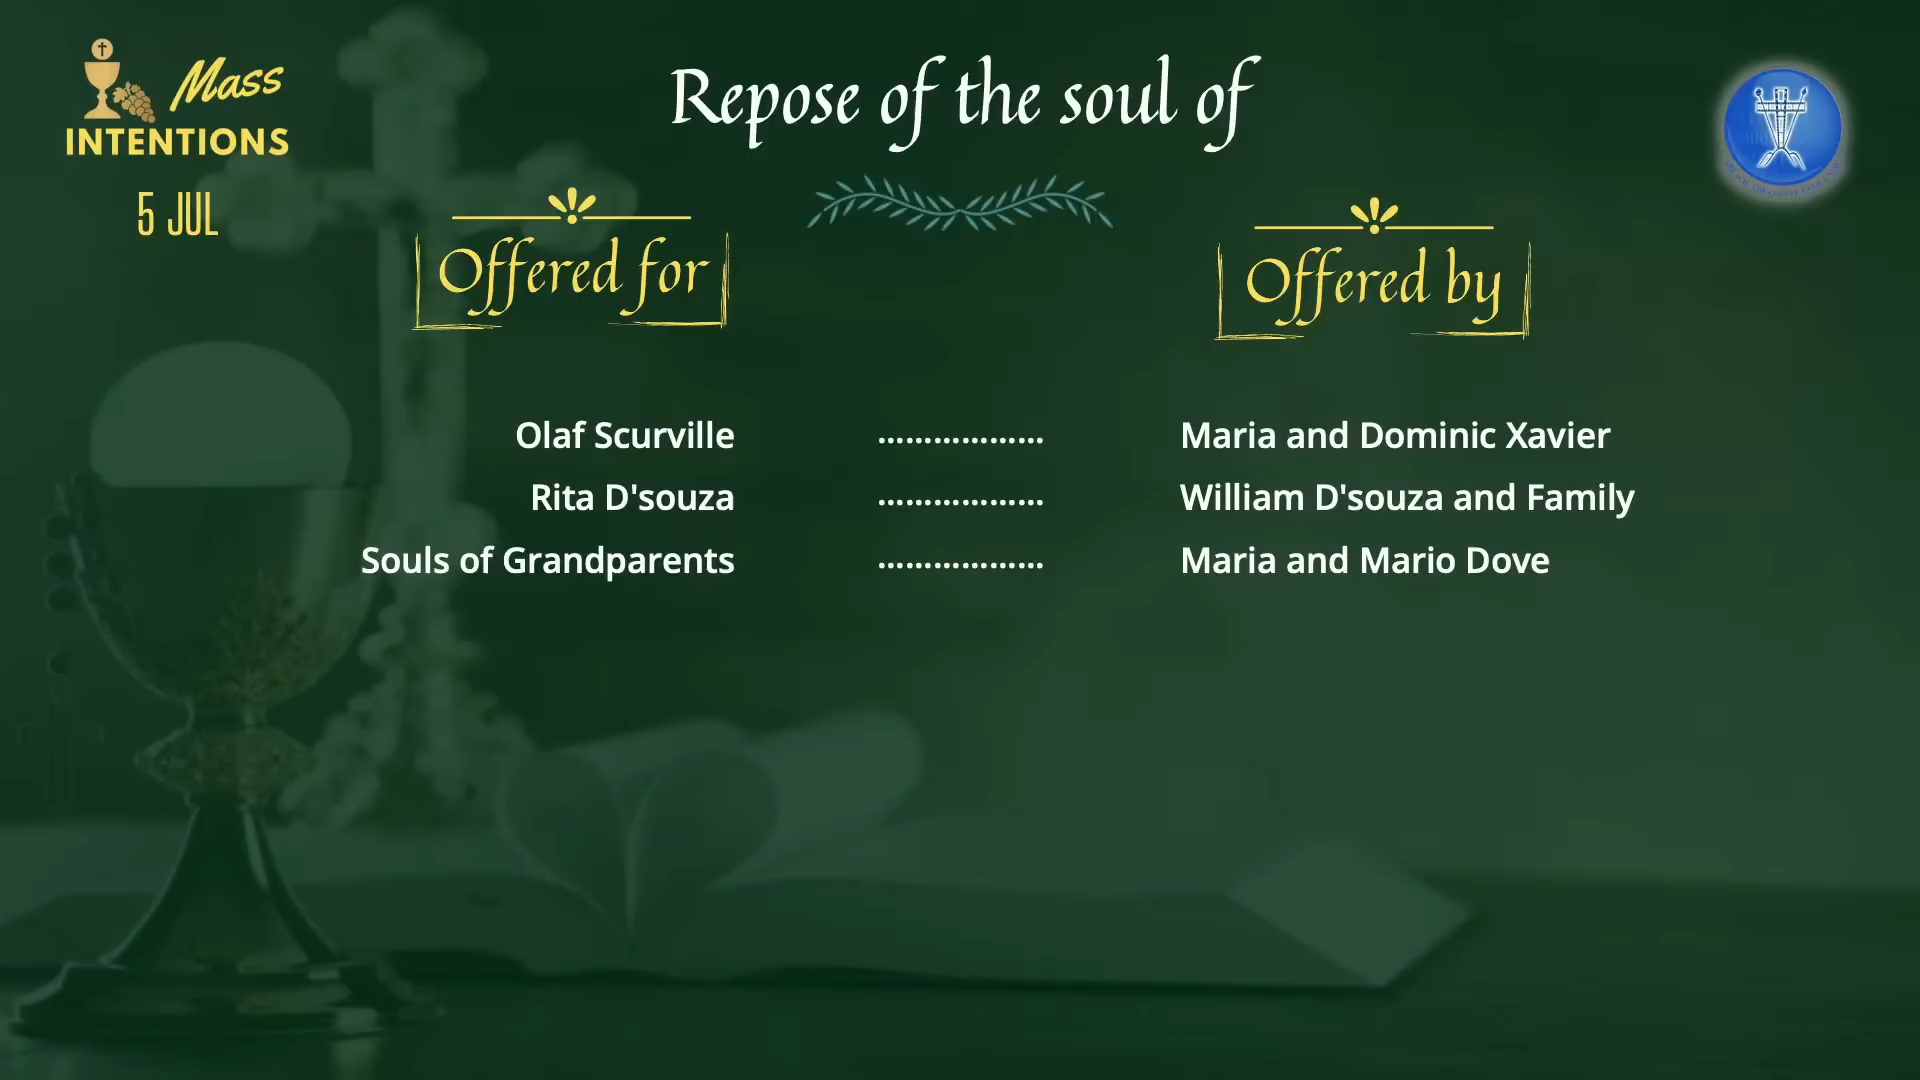 Mass
INTENTIONS
5 JUL
Repose of the soul of
Offered for
Offered by
Olaf Scurville .................. Maria and Dominic Xavier
Rita D'souza .................. William D'souza and Family
Souls of Grandparents .................. Maria and Mario Dove